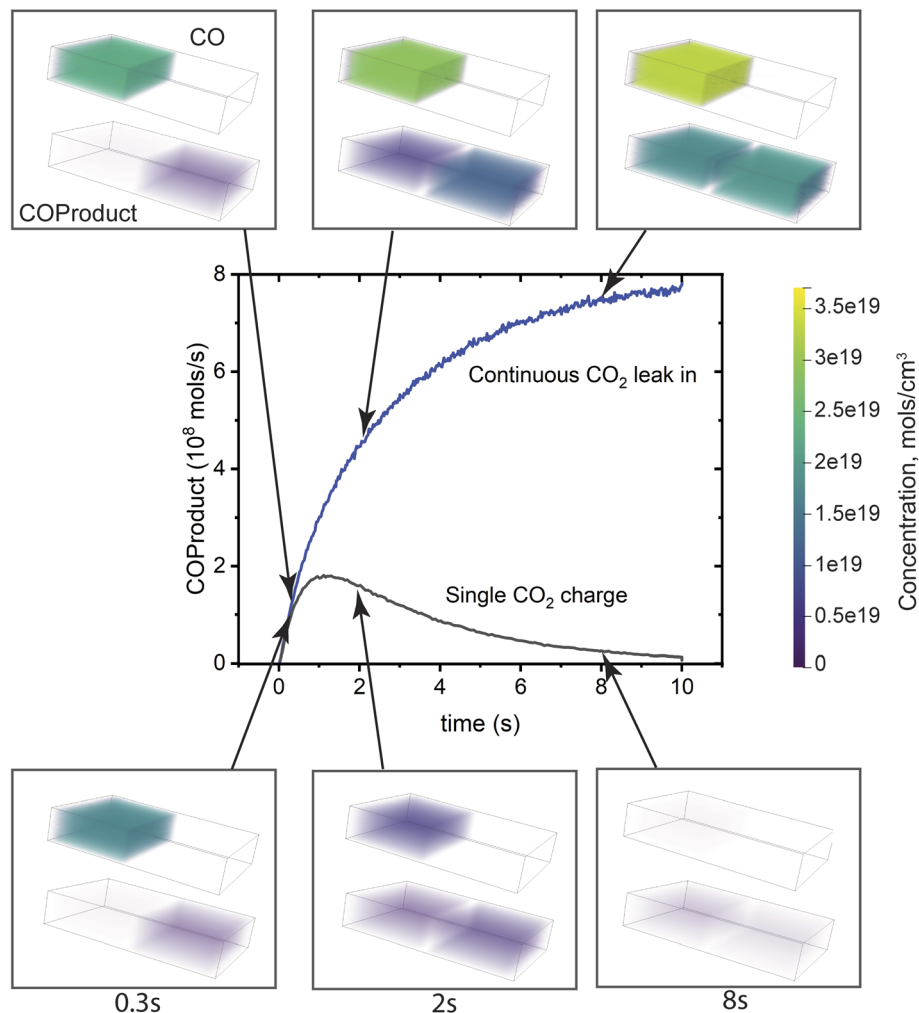 CO
COProduct
8
6
4
2
0
COProduct (10⁸ mols/s)
Continuous CO₂ leak in
Single CO₂ charge
0 2 4 6 8 10
time (s)
3.5e19
3e19
2.5e19
2e19
1.5e19
1e19
0.5e19
0
Concentration, mols/cm³
0.3s
2s
8s